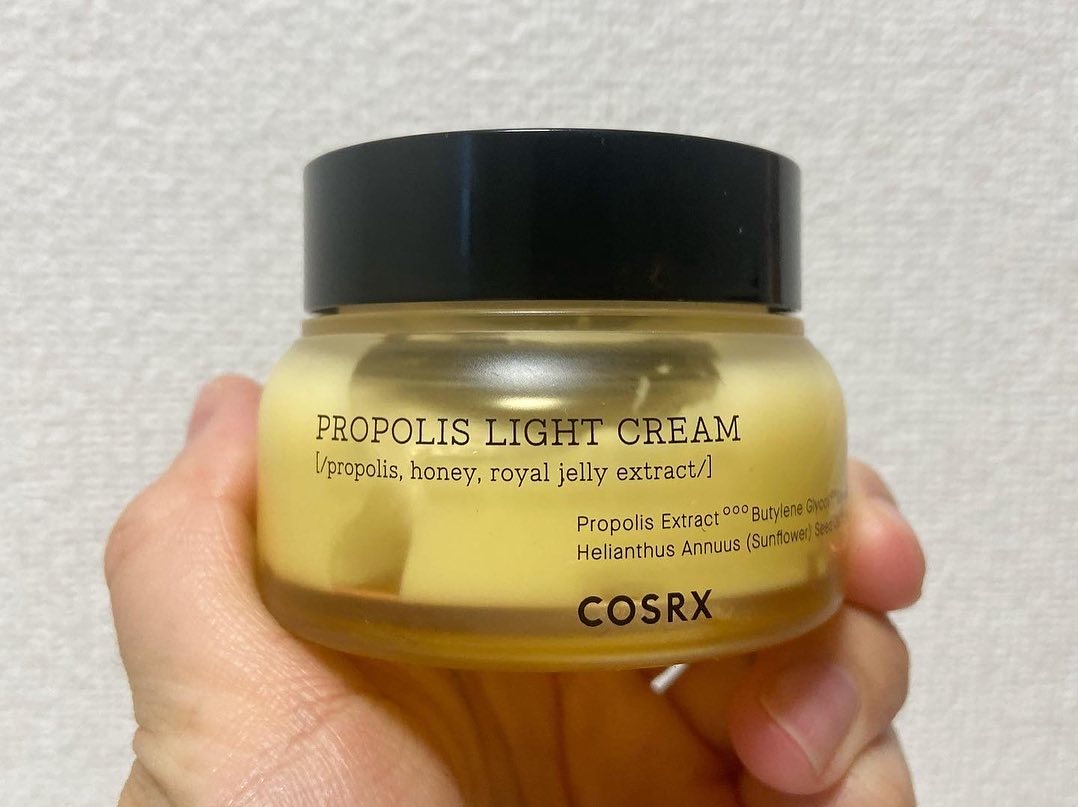 PROPOLIS LIGHT CREAM
[/propolis, honey, royal jelly extract/]
Propolis Extract°°° Butylene Glycol
Helianthus Annuus (Sunflower) Seed
COSRX